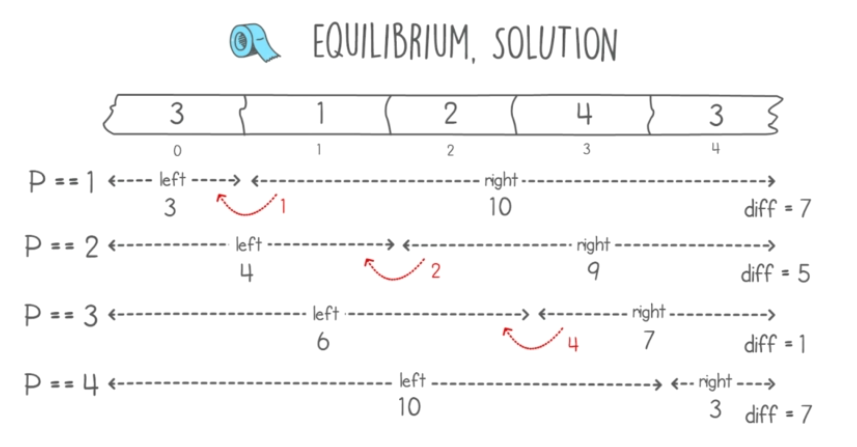 EQUILIBRIUM, SOLUTION
3 1 2 4 3
0 1 2 3 4
P == 1 left right
3 1 10 diff = 7
P == 2 left right
4 2 9 diff = 5
P == 3 left right
6 4 7 diff = 1
P == 4 left right
10 3 diff = 7